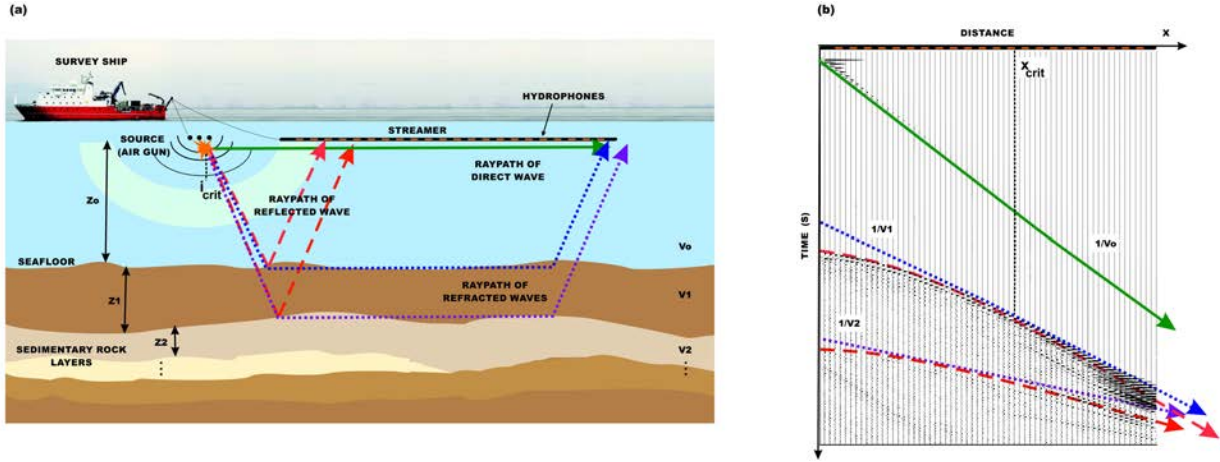 (a)
SURVEY SHIP
HYDROPHONES
STREAMER
SOURCE
(AIR GUN)
i crit
RAYPATH OF
DIRECT WAVE
RAYPATH OF
REFLECTED WAVE
Zo
Vo
SEAFLOOR
Z1
RAYPATH OF
REFRACTED WAVES
V1
Z2
SEDIMENTARY ROCK
LAYERS
V2
(b)
DISTANCE
X
X crit
TIME (S)
1/V1
1/Vo
1/V2